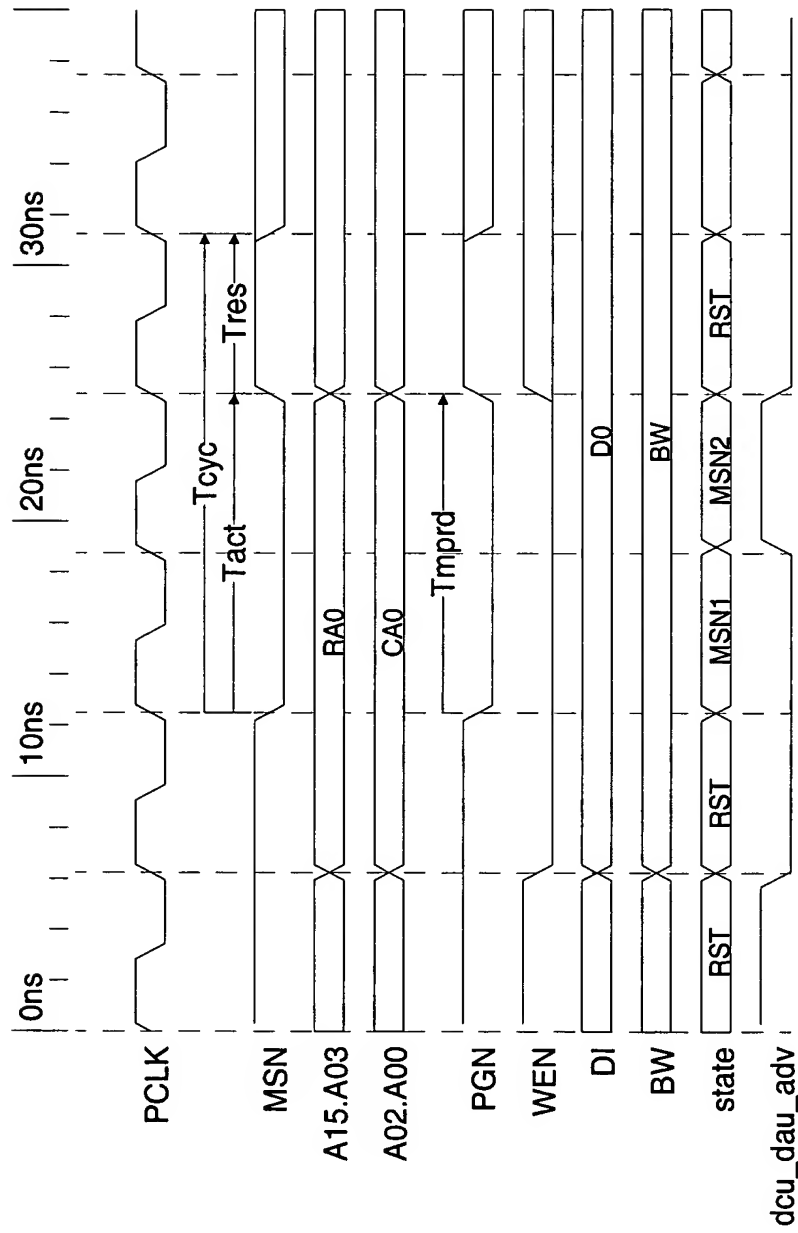 0ns 10ns 20ns 30ns
PCLK
Tcyc
Tact Tres
MSN
A15.A03 RA0
A02.A00 CA0
Tmprd
PGN
WEN
DI D0
BW BW
state RST RST MSN1 MSN2 RST
dcu_dau_adv